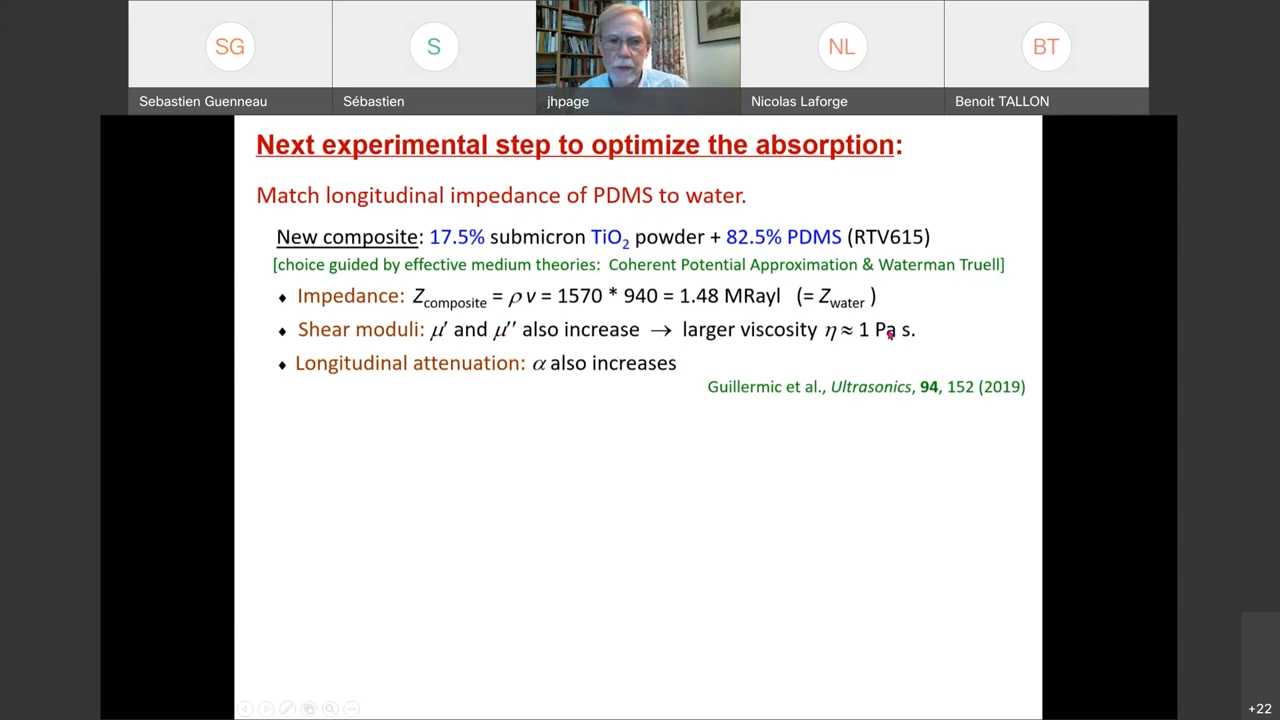 SG
S
NL
BT
Sebastien Guenneau
Sébastien
jhpage
Nicolas Laforge
Benoit TALLON
Next experimental step to optimize the absorption:
Match longitudinal impedance of PDMS to water.
New composite: 17.5% submicron TiO₂ powder + 82.5% PDMS (RTV615)
[choice guided by effective medium theories: Coherent Potential Approximation & Waterman Truell]
♦ Impedance: Zcomposite = ρ v = 1570 * 940 = 1.48 MRayl (= Zwater )
♦ Shear moduli: μ′ and μ′′ also increase → larger viscosity η ≈ 1 Pa s.
♦ Longitudinal attenuation: α also increases
Guillermic et al., Ultrasonics, 94, 152 (2019)
+22